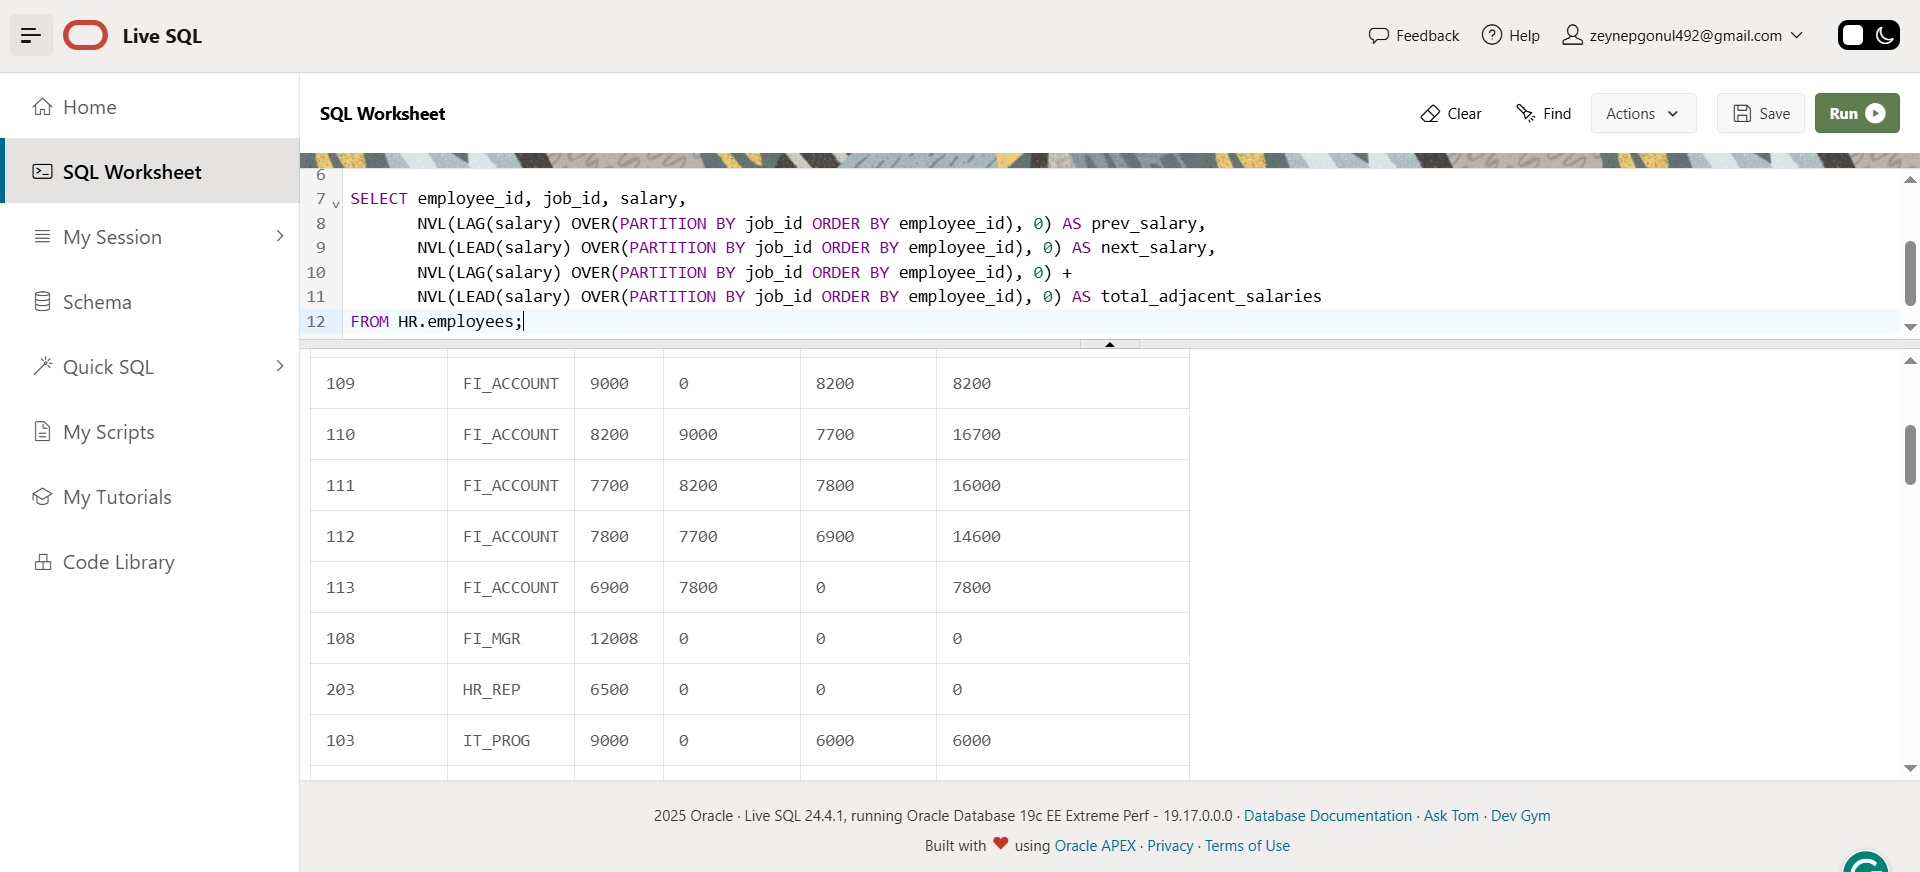 Live SQL
Feedback
Help
zeynepgonul492@gmail.com
Home
SQL Worksheet
My Session
Schema
Quick SQL
My Scripts
My Tutorials
Code Library
SQL Worksheet
Clear
Find
Actions
Save
Run
6
7 SELECT employee_id, job_id, salary,
8 NVL(LAG(salary) OVER(PARTITION BY job_id ORDER BY employee_id), 0) AS prev_salary,
9 NVL(LEAD(salary) OVER(PARTITION BY job_id ORDER BY employee_id), 0) AS next_salary,
10 NVL(LAG(salary) OVER(PARTITION BY job_id ORDER BY employee_id), 0) +
11 NVL(LEAD(salary) OVER(PARTITION BY job_id ORDER BY employee_id), 0) AS total_adjacent_salaries
12 FROM HR.employees;
109 FI_ACCOUNT 9000 0 8200 8200
110 FI_ACCOUNT 8200 9000 7700 16700
111 FI_ACCOUNT 7700 8200 7800 16000
112 FI_ACCOUNT 7800 7700 6900 14600
113 FI_ACCOUNT 6900 7800 0 7800
108 FI_MGR 12008 0 0 0
203 HR_REP 6500 0 0 0
103 IT_PROG 9000 0 6000 6000
2025 Oracle · Live SQL 24.4.1, running Oracle Database 19c EE Extreme Perf - 19.17.0.0.0 · Database Documentation · Ask Tom · Dev Gym
Built with ❤ using Oracle APEX · Privacy · Terms of Use